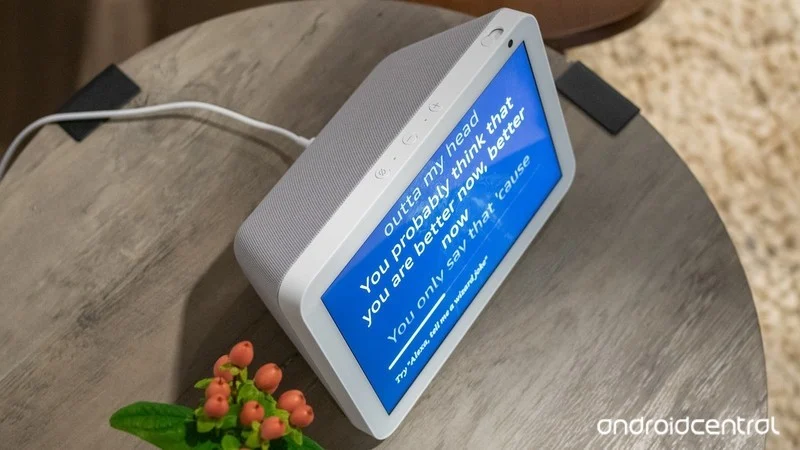 outta my head
You probably think that
you are better now, better
now
You only say that 'cause
Try "Alexa, tell me a wizard joke"
androidcentral